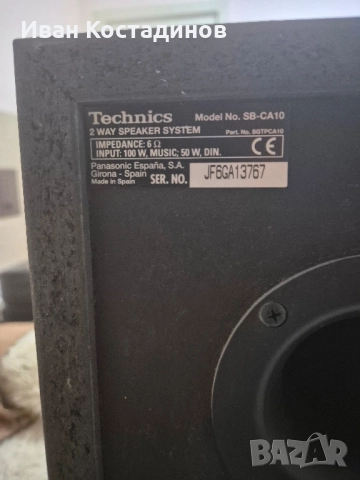 Иван Костадинов
Technics Model No. SB-CA10
2 WAY SPEAKER SYSTEM Part. No. SGTPCA10
IMPEDANCE: 6 Ω
INPUT: 100 W, MUSIC; 50 W, DIN.
Panasonic España, S.A.
Girona - Spain
Made in Spain SER. NO. JF6GA13767
CE
BAZAR